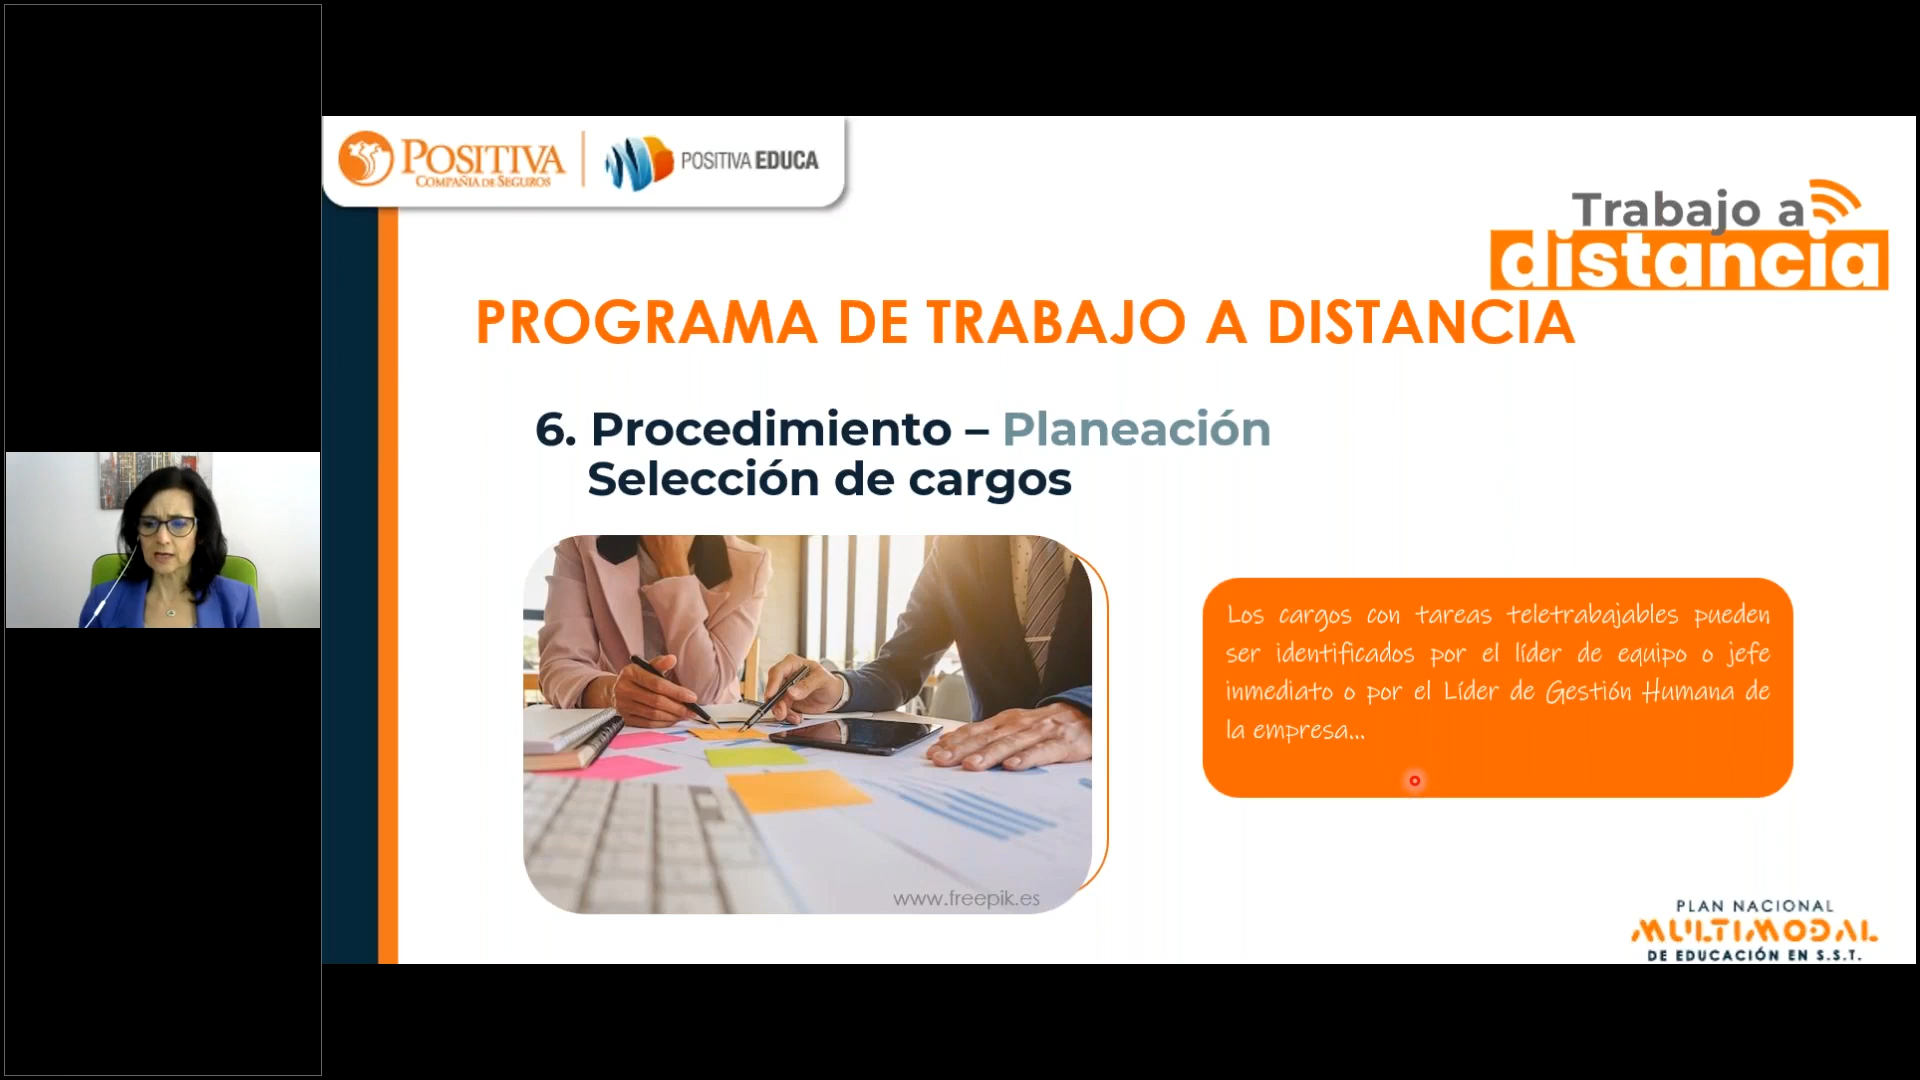 POSITIVA
COMPAÑÍA DE SEGUROS
POSITIVA EDUCA
Trabajo a
distancia
PROGRAMA DE TRABAJO A DISTANCIA
6. Procedimiento – Planeación
Selección de cargos
Los cargos con tareas teletrabajables pueden
ser identificados por el líder de equipo o jefe
inmediato o por el Líder de Gestión Humana de
la empresa...
www.freepik.es
PLAN NACIONAL
MULTIMODAL
DE EDUCACIÓN EN S.S.T.